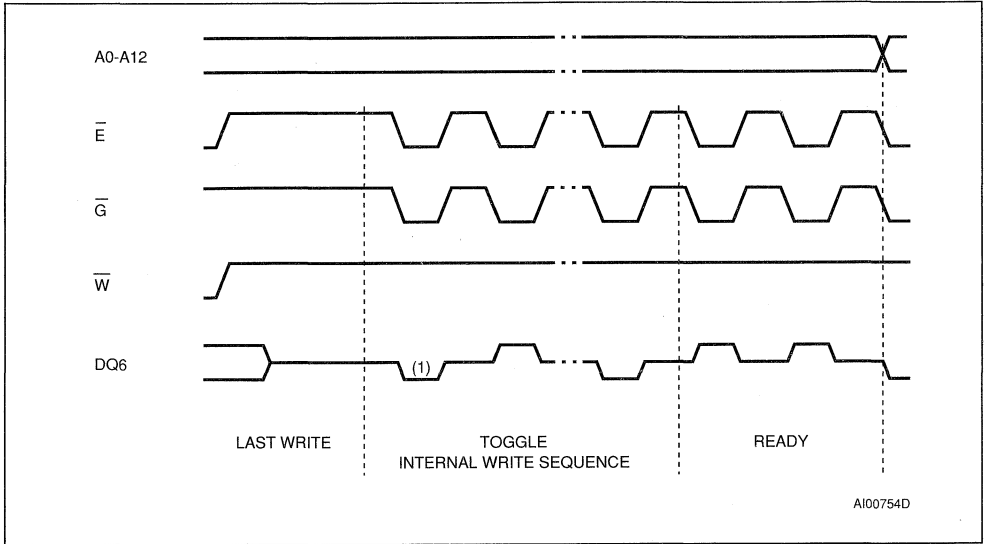 A0-A12
E
G
W
DQ6
(1)
LAST WRITE
TOGGLE
INTERNAL WRITE SEQUENCE
READY
AI00754D